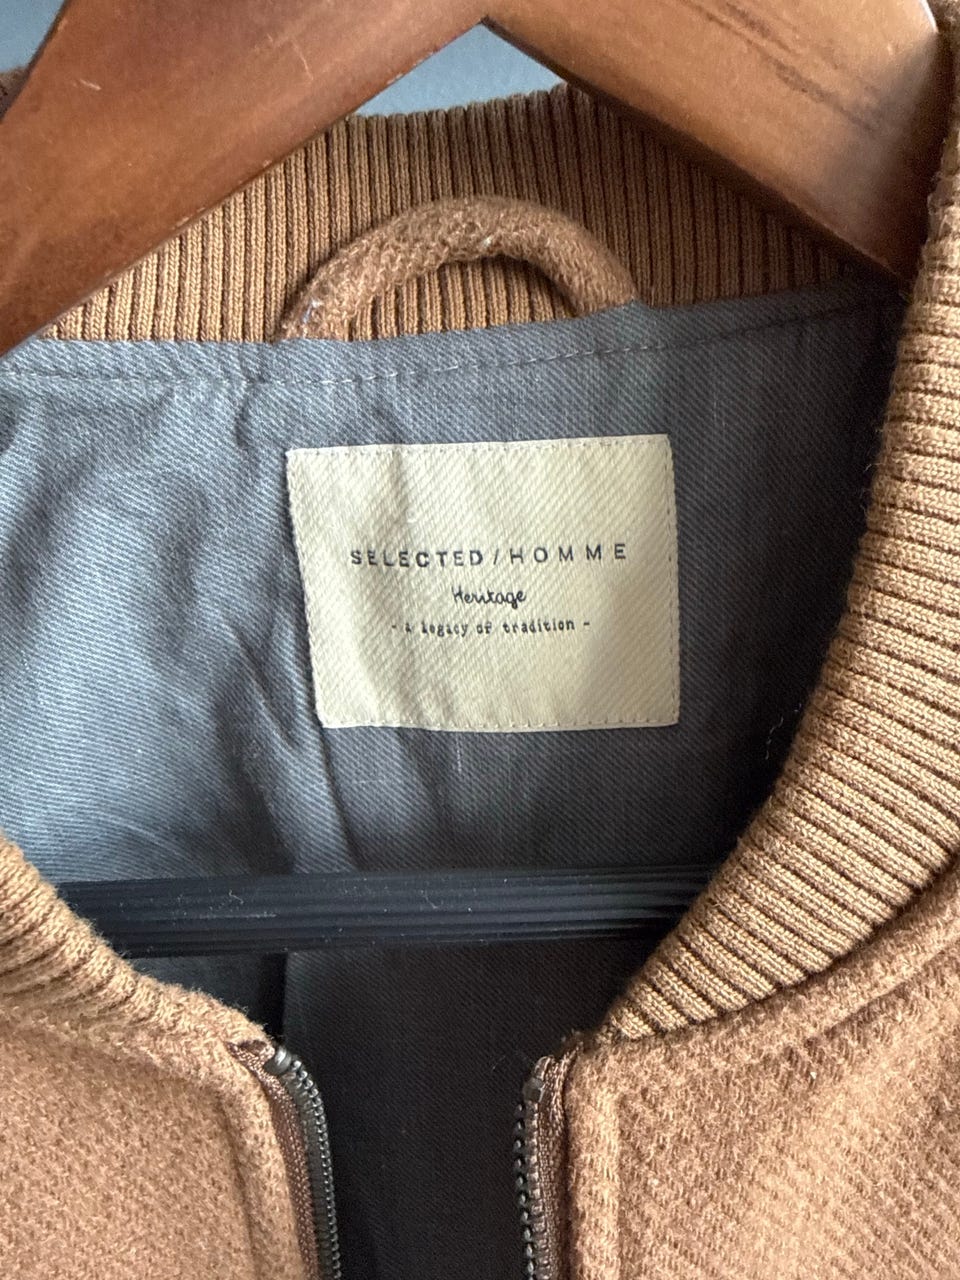 SELECTED/HOMME
Heritage
- A legacy of tradition -